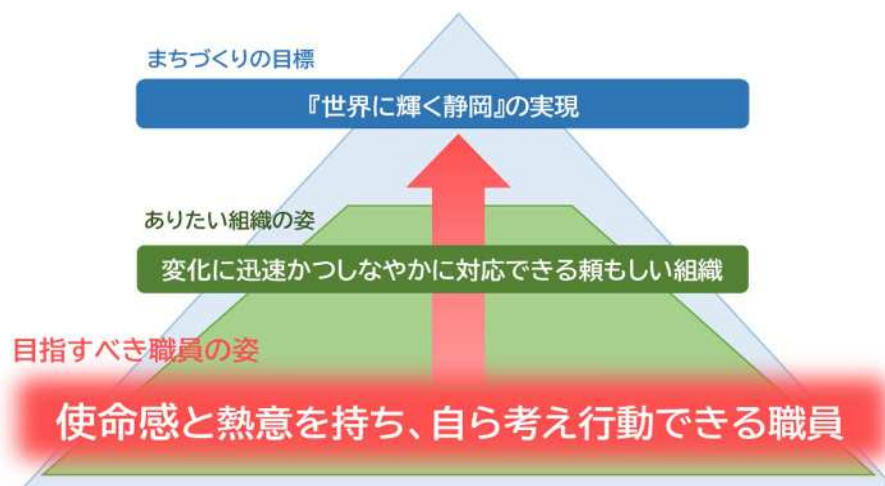 まちづくりの目標
『世界に輝く静岡』の実現
ありたい組織の姿
変化に迅速かつしなやかに対応できる頼もしい組織
目指すべき職員の姿
使命感と熱意を持ち、自ら考え行動できる職員